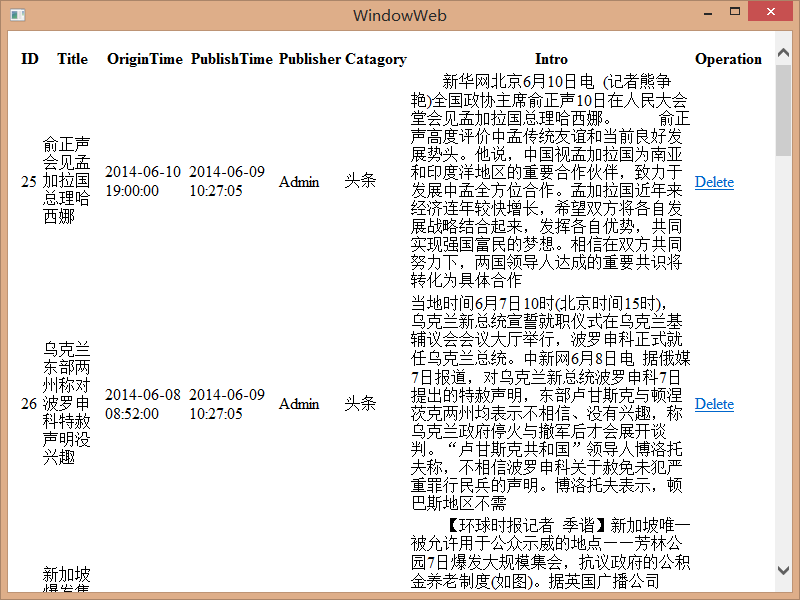 WindowWeb
ID Title OriginTime PublishTime Publisher Catagory Intro Operation
25
俞正声
会见孟
加拉国
总理哈
西娜
2014-06-10
19:00:00
2014-06-09
10:27:05
Admin
头条
新华网北京6月10日电 (记者熊争
艳)全国政协主席俞正声10日在人民大会
堂会见孟加拉国总理哈西娜。 俞正
声高度评价中孟传统友谊和当前良好发
展势头。他说，中国视孟加拉国为南亚
和印度洋地区的重要合作伙伴，致力于
发展中孟全方位合作。孟加拉国近年来
经济连年较快增长，希望双方将各自发
展战略结合起来，发挥各自优势，共同
实现强国富民的梦想。相信在双方共同
努力下，两国领导人达成的重要共识将
转化为具体合作
Delete
26
乌克兰
东部两
州称对
波罗申
科特赦
声明没
兴趣
2014-06-08
08:52:00
2014-06-09
10:27:05
Admin
头条
当地时间6月7日10时(北京时间15时)，
乌克兰新总统宣誓就职仪式在乌克兰基
辅议会会议大厅举行，波罗申科正式就
任乌克兰总统。中新网6月8日电 据俄媒
7日报道，对乌克兰新总统波罗申科7日
提出的特赦声明，东部卢甘斯克与顿涅
茨克两州均表示不相信、没有兴趣，称
乌克兰政府停火与撤军后才会展开谈
判。“卢甘斯克共和国”领导人博洛托
夫称，不相信波罗申科关于赦免未犯严
重罪行民兵的声明。博洛托夫表示，顿
巴斯地区不需
Delete
新加坡
爆发集
【环球时报记者 季谐】新加坡唯一
被允许用于公众示威的地点——芳林公
园7日爆发大规模集会，抗议政府的公积
金养老制度(如图)。据英国广播公司